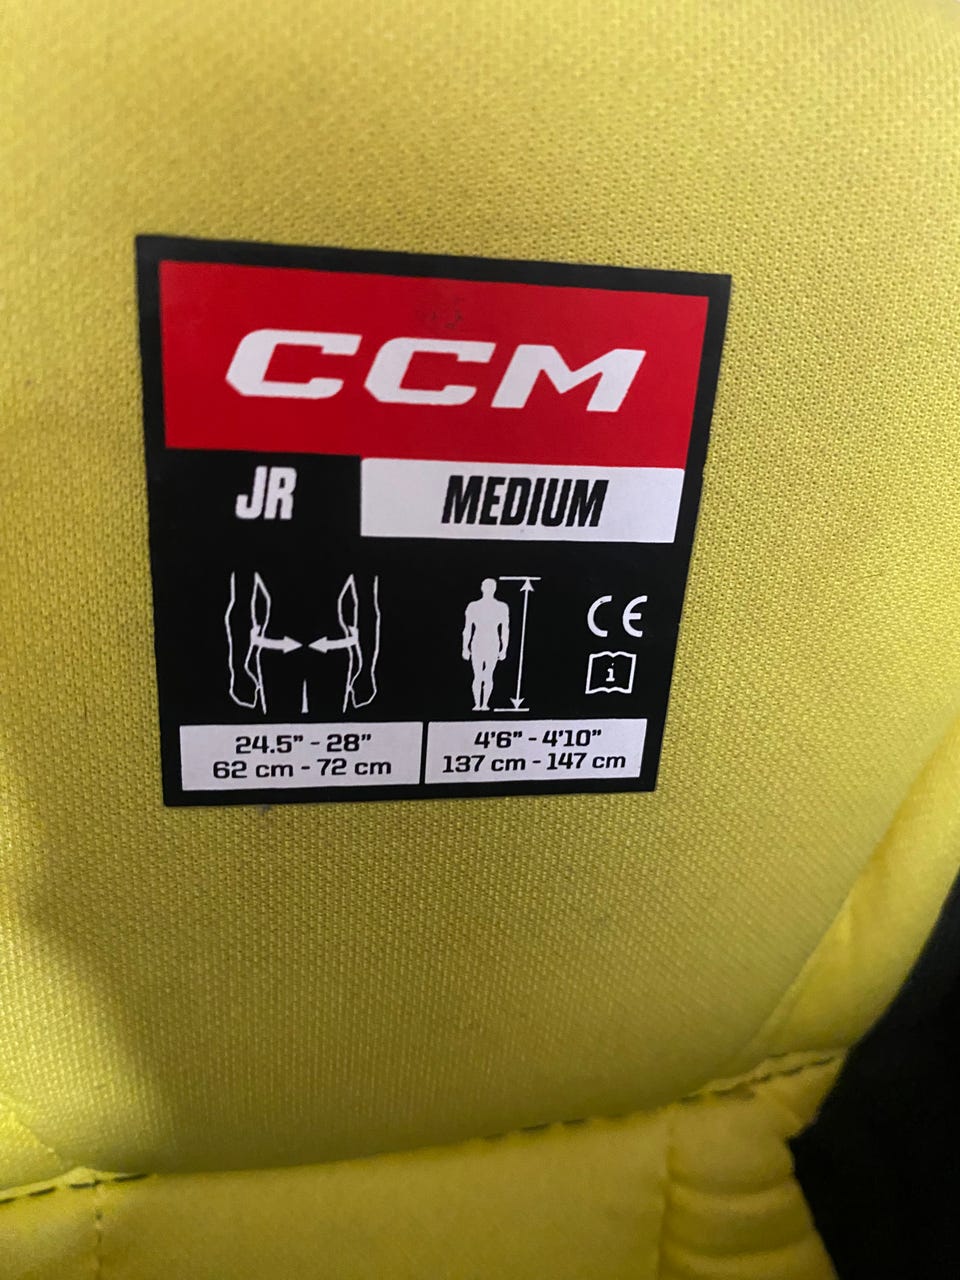 CCM
JR MEDIUM
CE
i
24.5” - 28”
62 cm - 72 cm
4'6” - 4'10”
137 cm - 147 cm